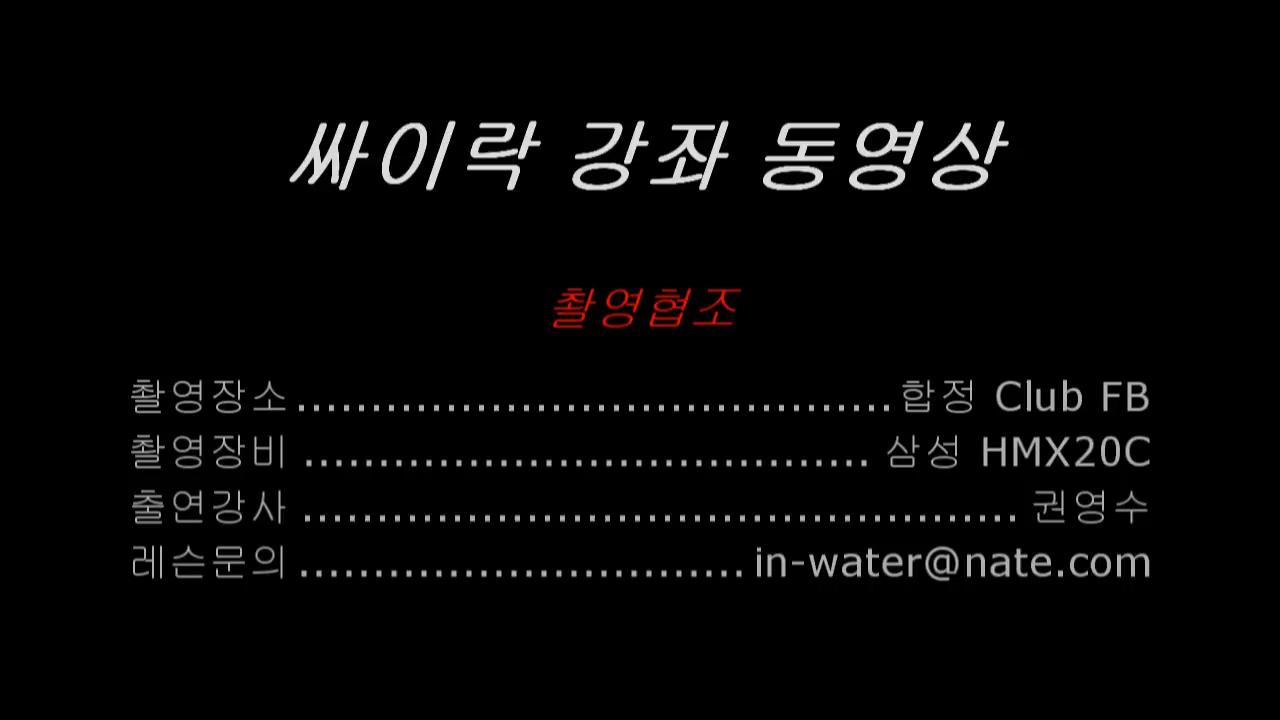 싸이락 강좌 동영상
촬영협조
촬영장소 ....................................... 합정 Club FB
촬영장비 ...................................... 삼성 HMX20C
출연강사 ............................................... 권영수
레슨문의 .............................. in-water@nate.com